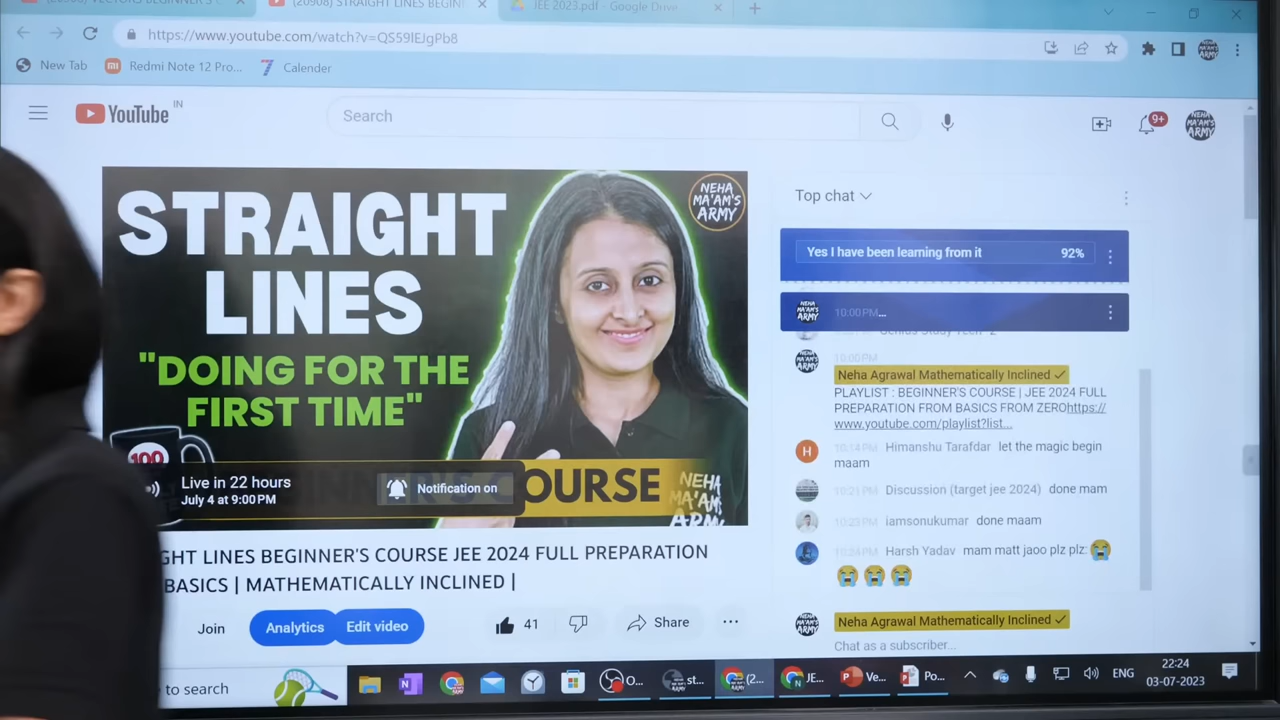 (20908) STRAIGHT LINES BEGIN
JEE 2023.pdf - Google Drive
https://www.youtube.com/watch?v=QS59lEJgPb8
New Tab
Redmi Note 12 Pro...
Calender
YouTube IN
Search
9+
NEHA
MA'AM'S
ARMY
STRAIGHT
LINES
"DOING FOR THE
FIRST TIME"
100
COURSE
NEHA
MA'AM'S
ARMY
Live in 22 hours
July 4 at 9:00 PM
Notification on
GHT LINES BEGINNER'S COURSE JEE 2024 FULL PREPARATION
BASICS | MATHEMATICALLY INCLINED |
Join
Analytics
Edit video
41
Share
...
Top chat
Yes I have been learning from it 92%
10:00 PM...
10:00 PM
Neha Agrawal Mathematically Inclined
PLAYLIST : BEGINNER'S COURSE | JEE 2024 FULL
PREPARATION FROM BASICS FROM ZEROhttps://
www.youtube.com/playlist?list...
H
10:14 PM Himanshu Tarafdar let the magic begin
maam
10:21 PM Discussion (target jee 2024) done mam
10:23 PM iamsonukumar done maam
10:24 PM Harsh Yadav mam matt jaoo plz plz:
Neha Agrawal Mathematically Inclined
Chat as a subscriber...
to search
O...
st...
(2...
JE...
Ve...
Po...
ENG
22:24
03-07-2023